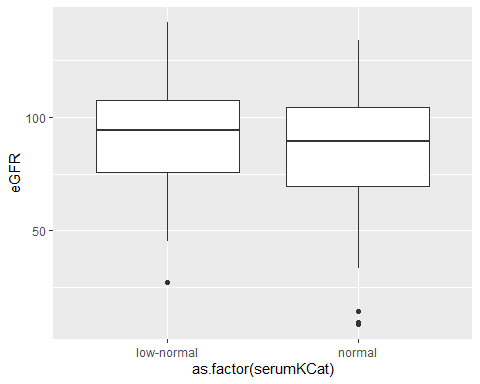 eGFR
100
50
low-normal
normal
as.factor(serumKCat)